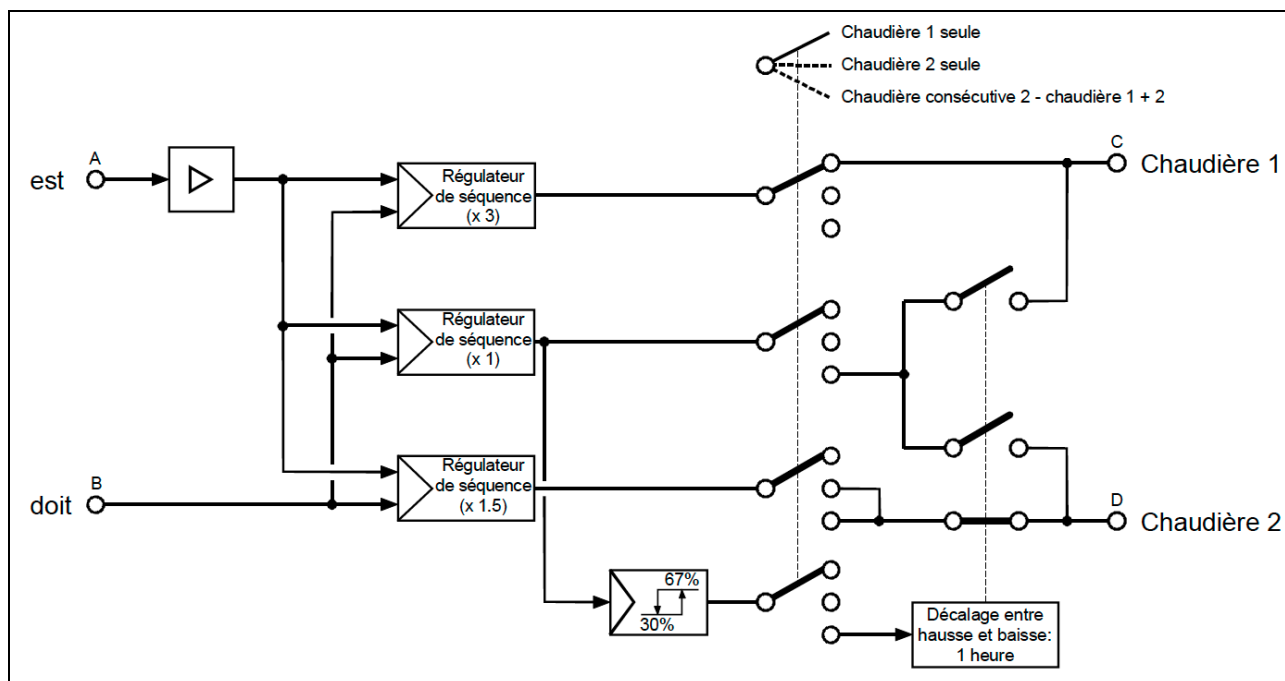 Chaudière 1 seule
Chaudière 2 seule
Chaudière consécutive 2 - chaudière 1 + 2
A
est
Régulateur
de séquence
(x 3)
C
Chaudière 1
Régulateur
de séquence
(x 1)
B
doit
Régulateur
de séquence
(x 1.5)
D
Chaudière 2
67%
30%
Décalage entre
hausse et baisse:
1 heure